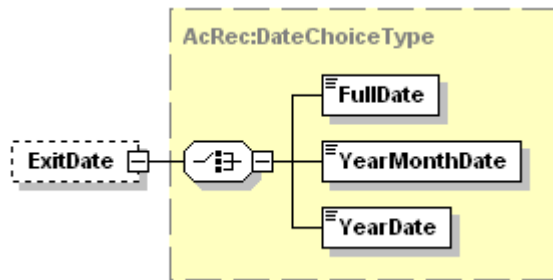 AcRec:DateChoiceType
FullDate
ExitDate
YearMonthDate
YearDate